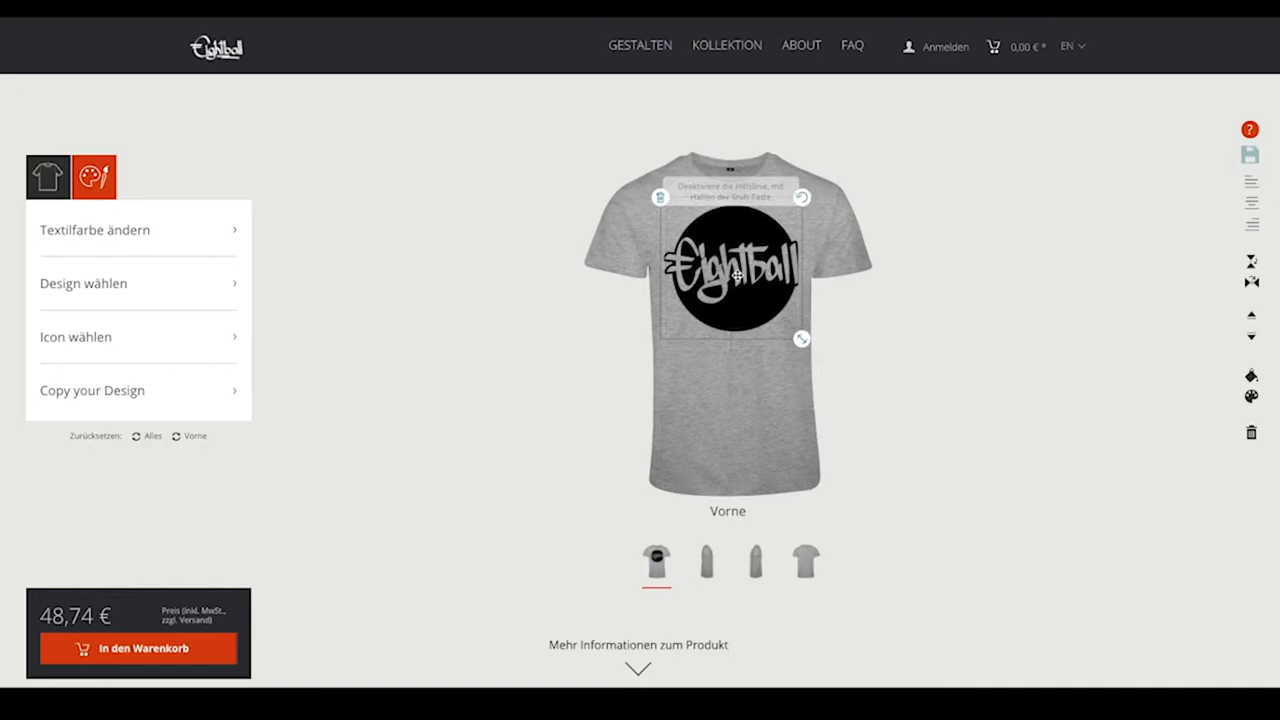 Eightball
GESTALTEN
KOLLEKTION
ABOUT
FAQ
Anmelden
0,00 € *
EN
?
Textilfarbe ändern
Design wählen
Icon wählen
Copy your Design
Zurücksetzen:
Alles
Vorne
Deaktiviere die Hilfslinie, mit
Halten der Shift-Taste
Eightball
Vorne
48,74 €
Preis (inkl. MwSt.,
zzgl. Versand)
In den Warenkorb
Mehr Informationen zum Produkt